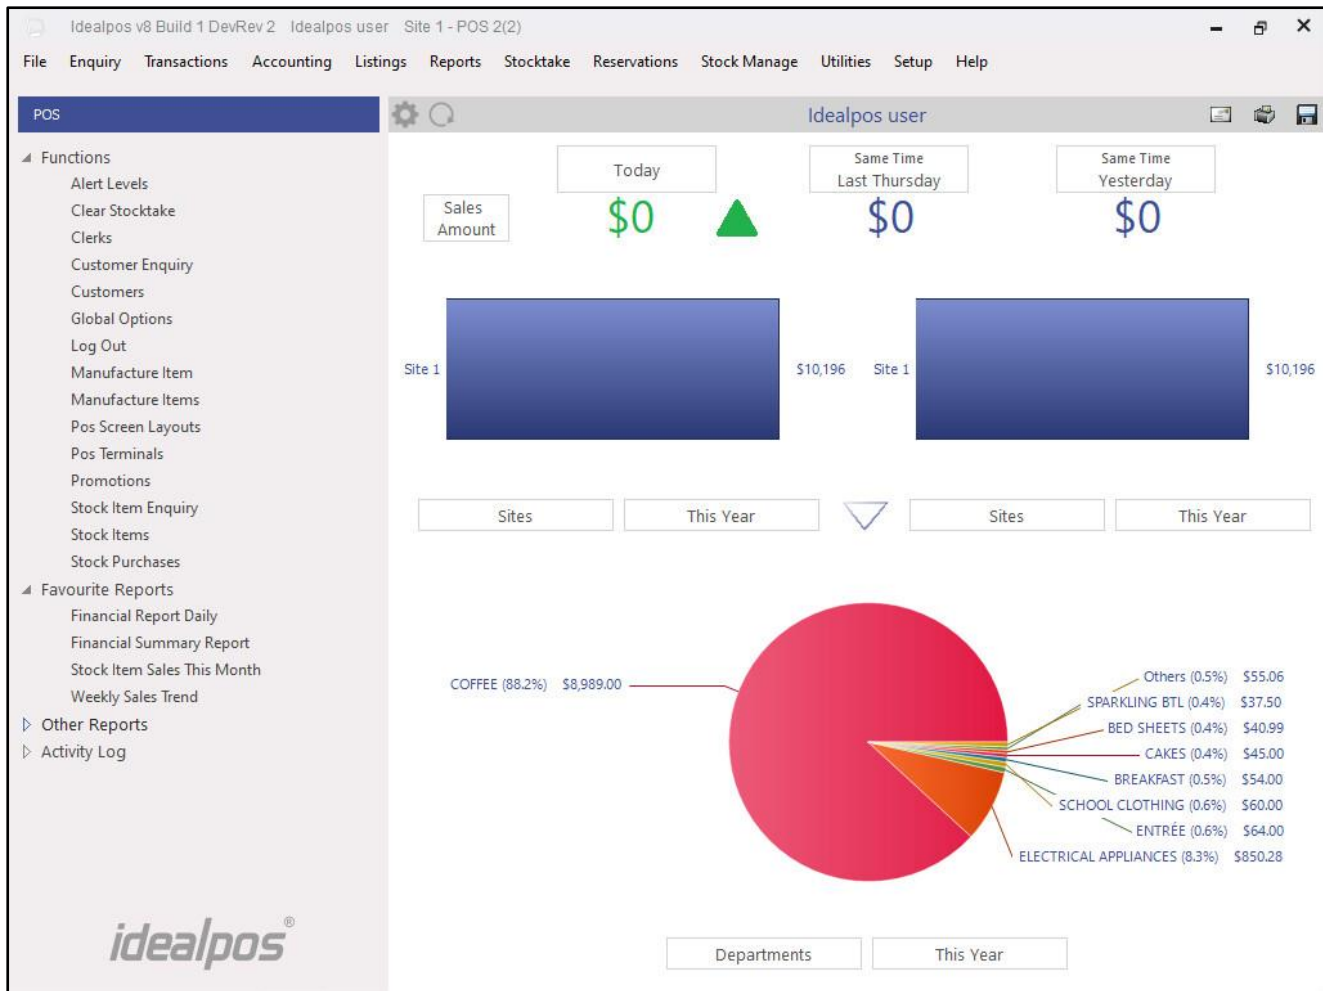 Idealpos v8 Build 1 DevRev 2 Idealpos user Site 1 - POS 2(2)
File Enquiry Transactions Accounting Listings Reports Stocktake Reservations Stock Manage Utilities Setup Help
POS
Functions
Alert Levels
Clear Stocktake
Clerks
Customer Enquiry
Customers
Global Options
Log Out
Manufacture Item
Manufacture Items
Pos Screen Layouts
Pos Terminals
Promotions
Stock Item Enquiry
Stock Items
Stock Purchases
Favourite Reports
Financial Report Daily
Financial Summary Report
Stock Item Sales This Month
Weekly Sales Trend
Other Reports
Activity Log
idealpos®
Idealpos user
Today
Same Time
Last Thursday
Same Time
Yesterday
Sales
Amount
$0
$0
$0
Site 1 $10,196
Site 1 $10,196
Sites This Year
Sites This Year
COFFEE (88.2%) $8,989.00
Others (0.5%) $55.06
SPARKLING BTL (0.4%) $37.50
BED SHEETS (0.4%) $40.99
CAKES (0.4%) $45.00
BREAKFAST (0.5%) $54.00
SCHOOL CLOTHING (0.6%) $60.00
ENTRÉE (0.6%) $64.00
ELECTRICAL APPLIANCES (8.3%) $850.28
Departments This Year